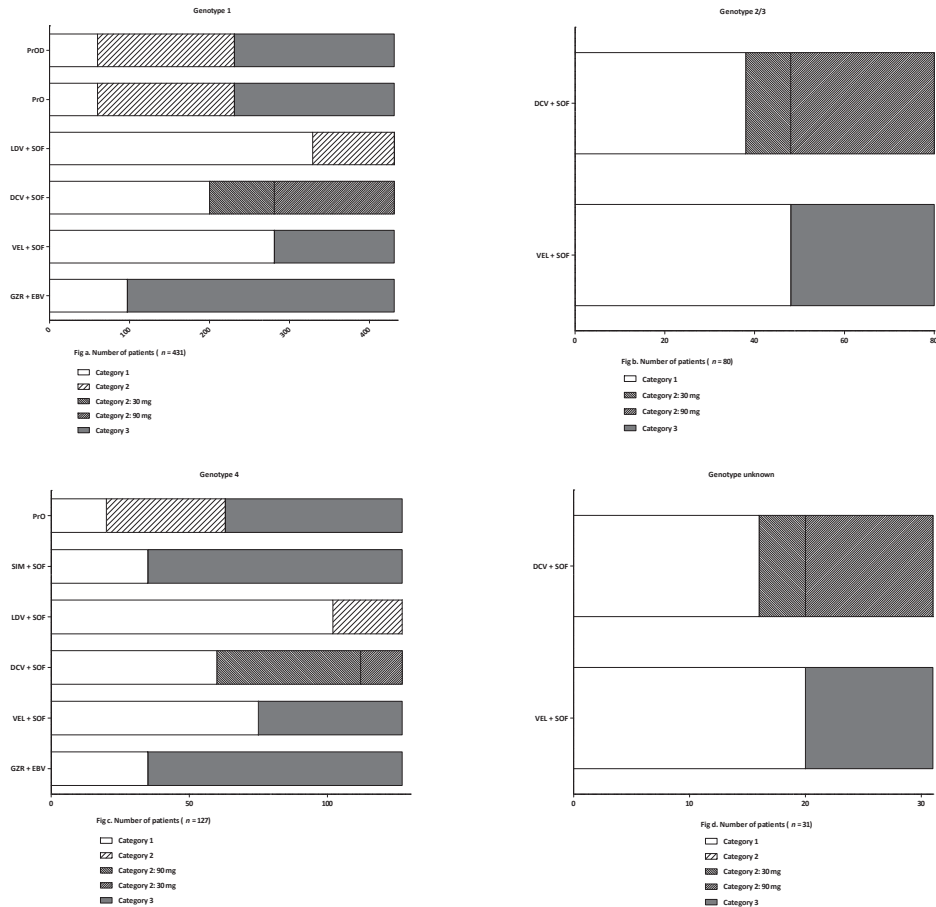 Genotype 1
PrOD
PrO
LDV + SOF
DCV + SOF
VEL + SOF
GZR + EBV
0
100
200
300
400
Fig a. Number of patients ( n = 431)
Category 1
Category 2
Category 2: 30 mg
Category 2: 90 mg
Category 3
Genotype 2/3
DCV + SOF
VEL + SOF
0
20
40
60
80
Fig b. Number of patients ( n = 80)
Category 1
Category 2: 30 mg
Category 2: 90 mg
Category 3
Genotype 4
PrO
SIM + SOF
LDV + SOF
DCV + SOF
VEL + SOF
GZR + EBV
0
50
100
Fig c. Number of patients ( n = 127)
Category 1
Category 2
Category 2: 90 mg
Category 2: 30 mg
Category 3
Genotype unknown
DCV + SOF
VEL + SOF
0
10
20
30
Fig d. Number of patients ( n = 31)
Category 1
Category 2
Category 2: 30 mg
Category 2: 90 mg
Category 3